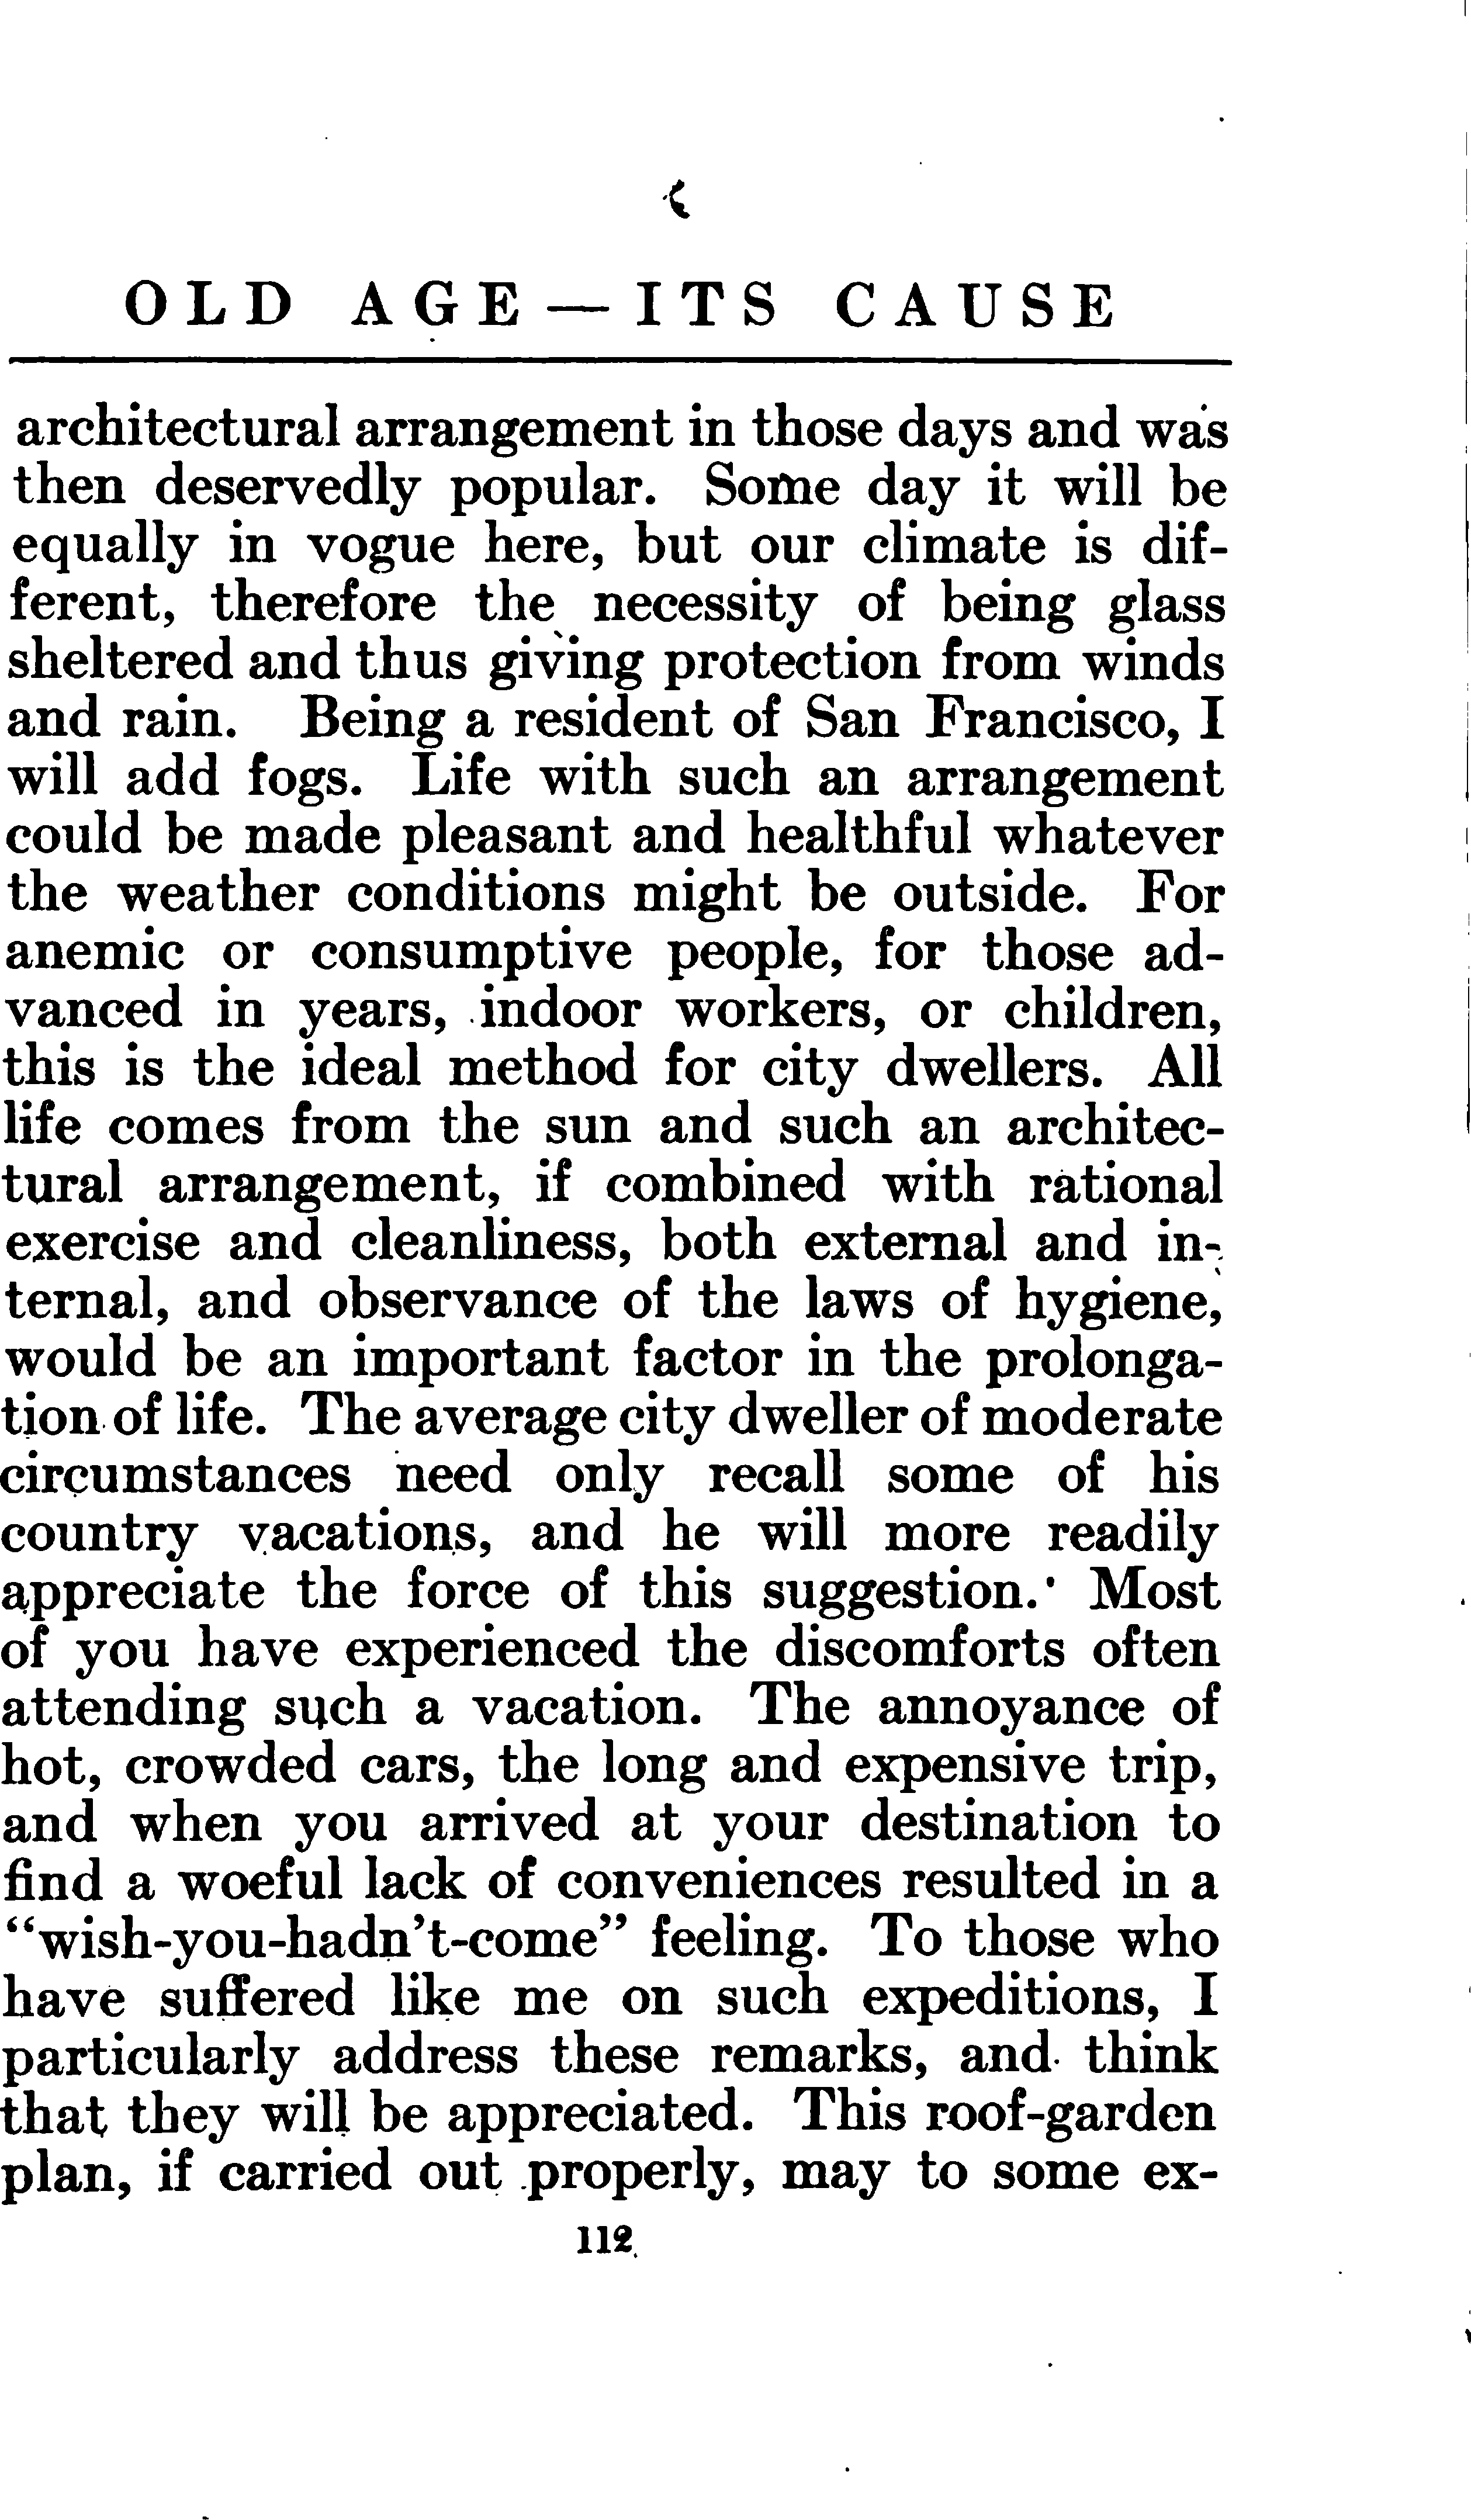 OLD AGE—ITS CAUSE
architectural arrangement in those days and was
then deservedly popular. Some day it will be
equally in vogue here, but our climate is dif-
ferent, therefore the necessity of being glass
sheltered and thus giving protection from winds
and rain. Being a resident of San Francisco, I
will add fogs. Life with such an arrangement
could be made pleasant and healthful whatever
the weather conditions might be outside. For
anemic or consumptive people, for those ad-
vanced in years, indoor workers, or children,
this is the ideal method for city dwellers. All
life comes from the sun and such an architec-
tural arrangement, if combined with rational
exercise and cleanliness, both external and in-
ternal, and observance of the laws of hygiene,
would be an important factor in the prolonga-
tion of life. The average city dweller of moderate
circumstances need only recall some of his
country vacations, and he will more readily
appreciate the force of this suggestion. Most
of you have experienced the discomforts often
attending such a vacation. The annoyance of
hot, crowded cars, the long and expensive trip,
and when you arrived at your destination to
find a woeful lack of conveniences resulted in a
“wish-you-hadn’t-come” feeling. To those who
have suffered like me on such expeditions, I
particularly address these remarks, and think
that they will be appreciated. This roof-garden
plan, if carried out properly, may to some ex-
112